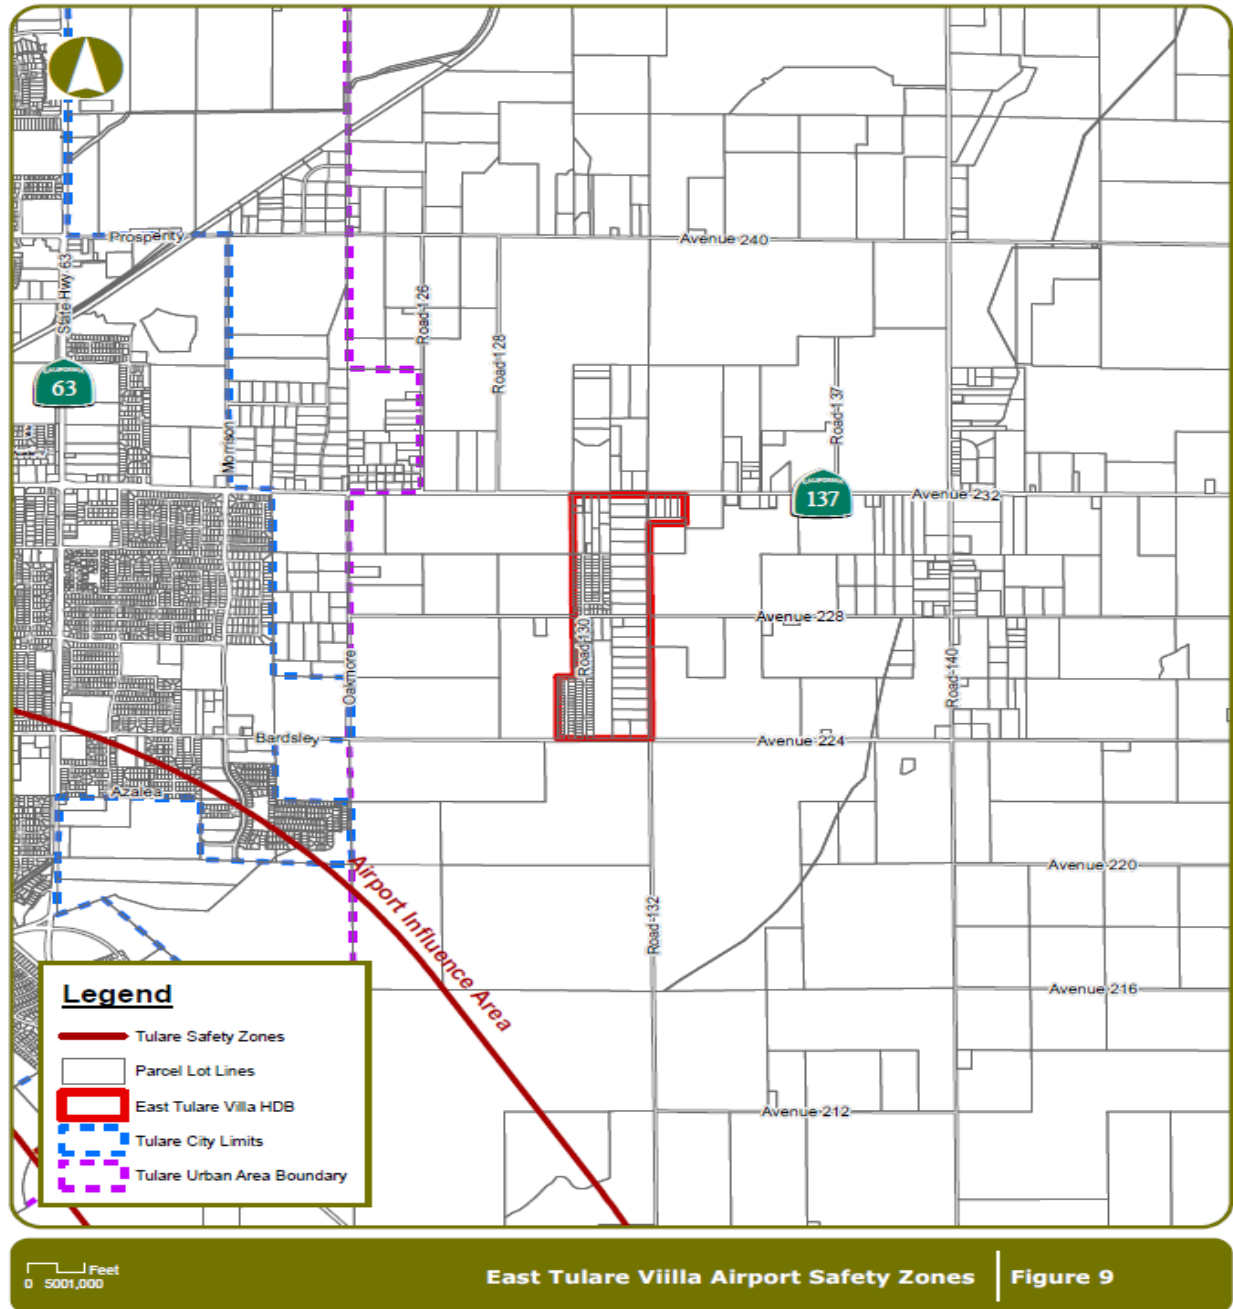 Prosperity
Avenue 240
State Hwy 63
Road 126
Road 128
CALIFORNIA
63
Road 137
Morrison
CALIFORNIA
137
Avenue 232
Avenue 228
Road 130
Oakmore
Road 140
Bardsley
Avenue 224
Azalea
Airport Influence Area
Avenue 220
Road 132
Avenue 216
Avenue 212
Legend
Tulare Safety Zones
Parcel Lot Lines
East Tulare Villa HDB
Tulare City Limits
Tulare Urban Area Boundary
Feet
0 5001,000
East Tulare Viilla Airport Safety Zones
Figure 9